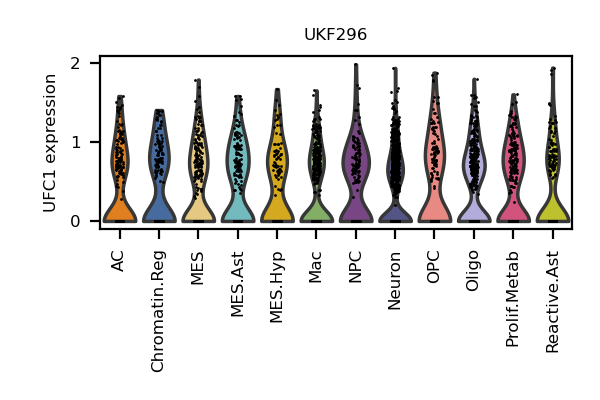 UKF296
UFC1 expression
2
1
0
AC
Chromatin.Reg
MES
MES.Ast
MES.Hyp
Mac
NPC
Neuron
OPC
Oligo
Prolif.Metab
Reactive.Ast